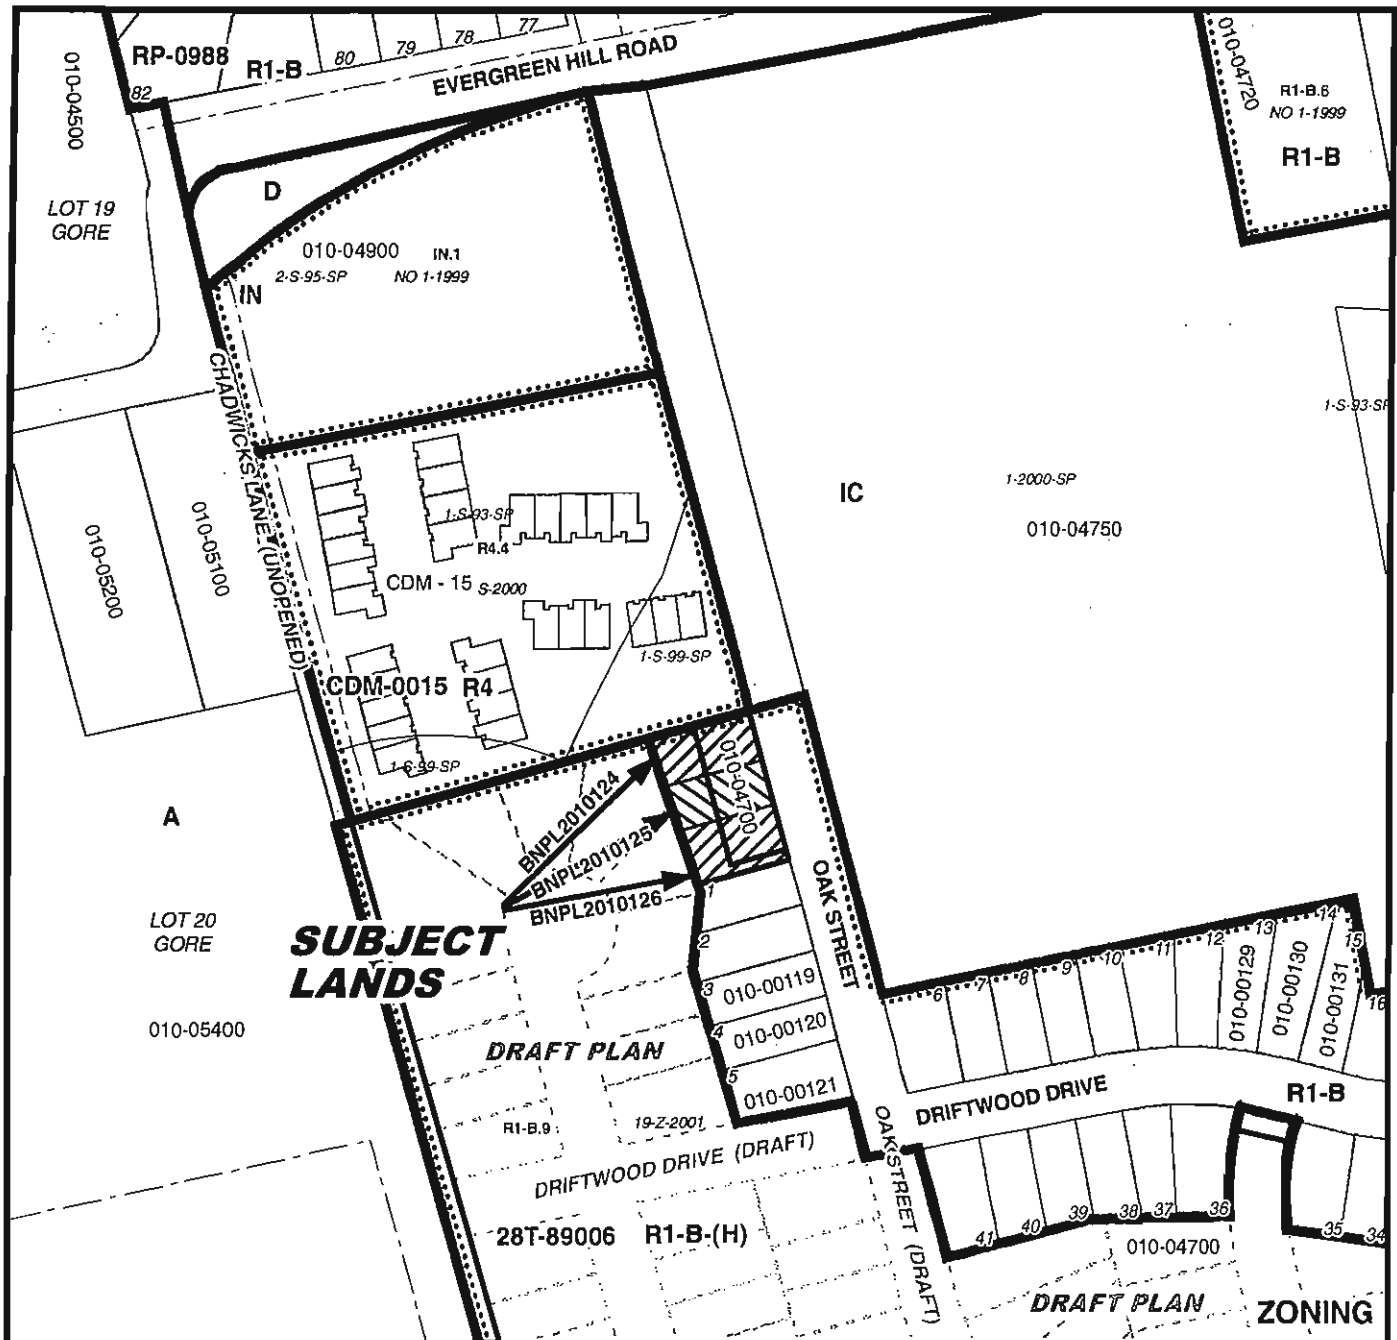 77
78
79
80
RP-0988
R1-B
EVERGREEN HILL ROAD
82
010-04500
010-04720
R1-B.6
NO 1-1999
R1-B
D
LOT 19
GORE
010-04900
IN.1
2-S-95-SP
NO 1-1999
IN
CHADWICKS LANE (UNOPENED)
1-S-93-SP
IC
1-2000-SP
010-04750
010-05200
010-05100
1-S-93-SP
R4.4
CDM - 15
S-2000
1-S-99-SP
CDM-0015
R4
1-S-99-SP
010-04700
A
BNPL2010124
BNPL2010125
BNPL2010126
SUBJECT
LANDS
LOT 20
GORE
010-05400
OAK STREET
1
2
3
4
5
010-00119
010-00120
010-00121
6
7
8
9
10
11
12
13
14
15
16
010-00129
010-00130
010-00131
DRAFT PLAN
R1-B.9
19-Z-2001
DRIFTWOOD DRIVE
R1-B
DRIFTWOOD DRIVE (DRAFT)
OAK STREET (DRAFT)
28T-89006
R1-B-(H)
41
40
39
38
37
36
35
34
010-04700
DRAFT PLAN
ZONING